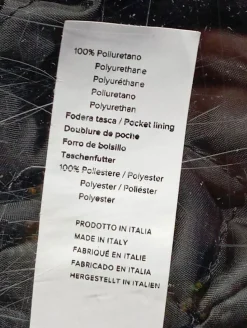 100% Poliuretano
Polyurethane
Polyuréthane
Poliuretano
Polyurethan
Fodera tasca / Pocket lining
Doublure de poche
Forro de bolsillo
Taschenfutter
100% Poliestere / Polyester
Polyester / Poliéster
Polyester
PRODOTTO IN ITALIA
MADE IN ITALY
FABRIQUÉ EN ITALIE
FABRICADO EN ITALIA
HERGESTELLT IN ITALIEN